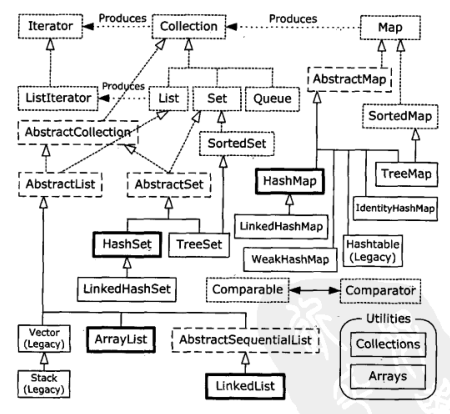 Iterator
Produces
Collection
Produces
Map
AbstractMap
ListIterator
Produces
List
Set
Queue
SortedMap
AbstractCollection
SortedSet
AbstractList
AbstractSet
HashMap
TreeMap
IdentityHashMap
LinkedHashMap
HashSet
TreeSet
WeakHashMap
Hashtable
(Legacy)
LinkedHashSet
Comparable
Comparator
Utilities
Vector
(Legacy)
ArrayList
AbstractSequentialList
Collections
Stack
(Legacy)
LinkedList
Arrays